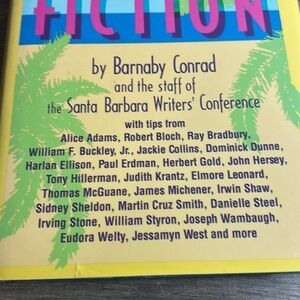 FICTION
by Barnaby Conrad
and the staff of
the Santa Barbara Writers' Conference
with tips from
Alice Adams, Robert Bloch, Ray Bradbury,
William F. Buckley, Jr., Jackie Collins, Dominick Dunne,
Harlan Ellison, Paul Erdman, Herbert Gold, John Hersey,
Tony Hillerman, Judith Krantz, Elmore Leonard,
Thomas McGuane, James Michener, Irwin Shaw,
Sidney Sheldon, Martin Cruz Smith, Danielle Steel,
Irving Stone, William Styron, Joseph Wambaugh,
Eudora Welty, Jessamyn West and more